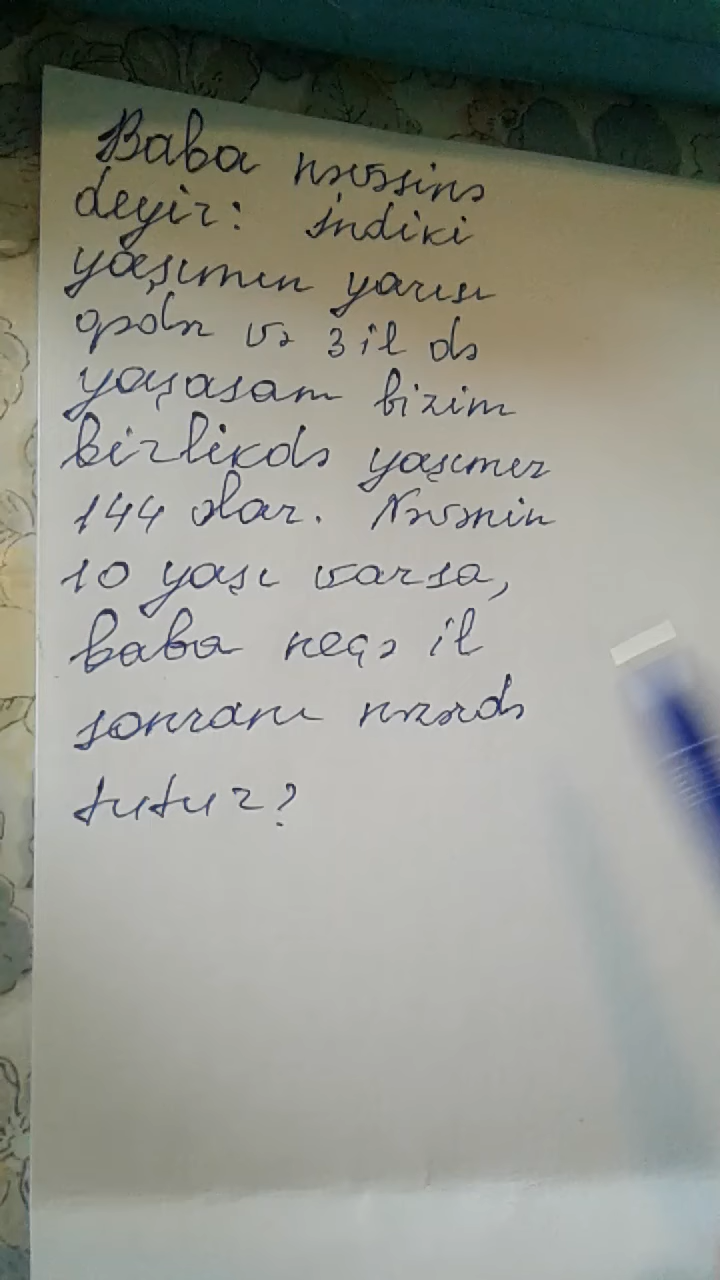 Baba nəvəsinə
deyir: İndiki
yaşımın yarısı
qədər və 3 il də
yaşasam bizim
birlikdə yaşımız
144 olar. Nəvənin
10 yaşı varsa,
baba neçə il
sonranı nəzərdə
tutur?